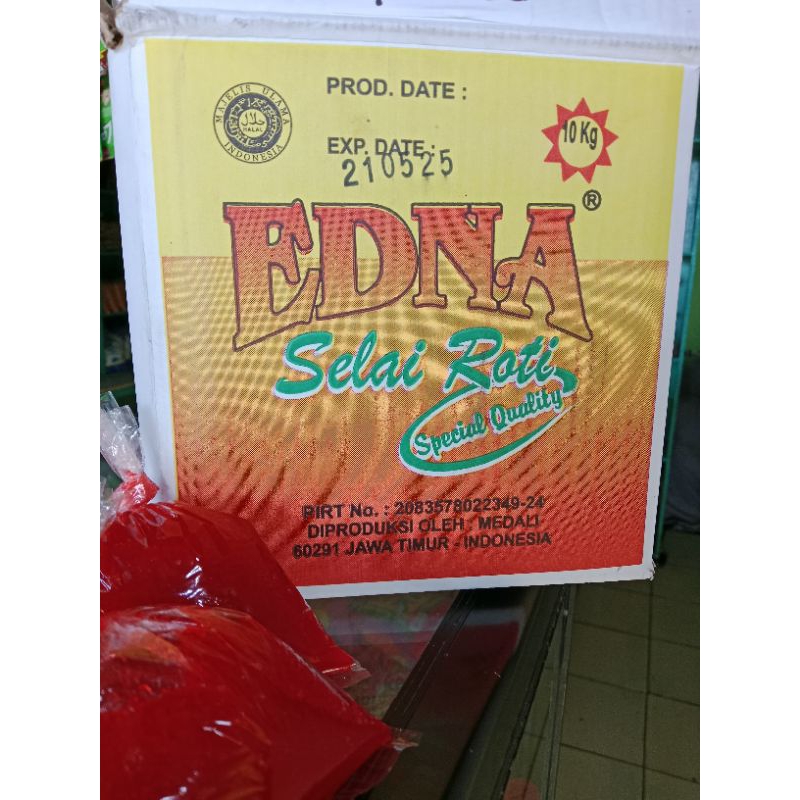 PROD. DATE :
MAJELIS ULAMA
حلال
HALAL
INDONESIA
EXP. DATE :
210525
10 Kg
EDNA®
Selai Roti
Special Quality
PIRT No. : 2083578022349-24
DIPRODUKSI OLEH : MEDALI
60291 JAWA TIMUR - INDONESIA